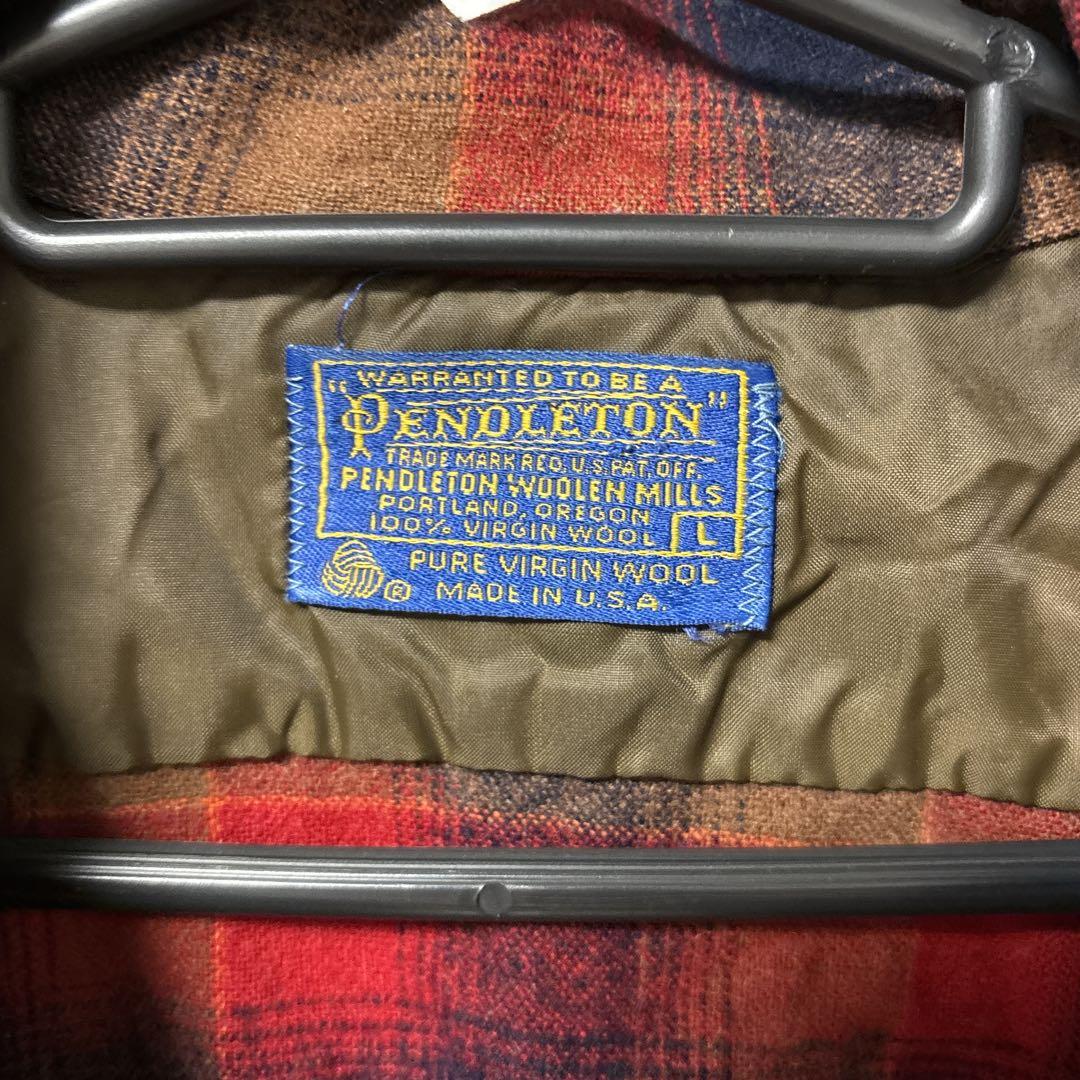 WARRANTED TO BE A
"PENDLETON"
TRADE MARK REG. U.S. PAT. OFF.
PENDLETON WOOLEN MILLS
PORTLAND, OREGON
100% VIRGIN WOOL L
PURE VIRGIN WOOL
® MADE IN U.S.A.